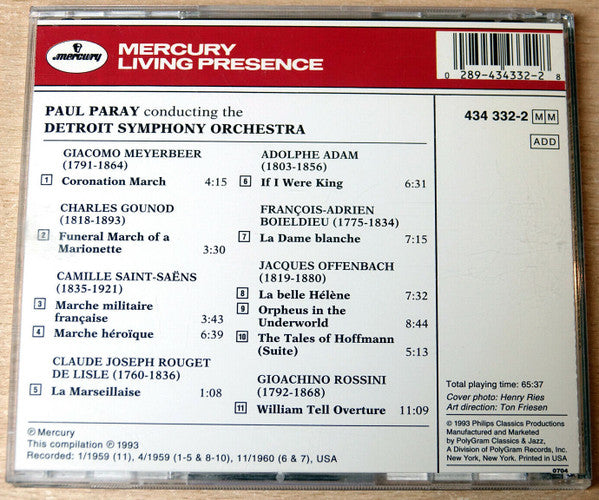 mercury
MERCURY
LIVING PRESENCE
0 289-434332-2 8
PAUL PARAY conducting the
DETROIT SYMPHONY ORCHESTRA
GIACOMO MEYERBEER
(1791-1864)
1 Coronation March 4:15
CHARLES GOUNOD
(1818-1893)
2 Funeral March of a
Marionette 3:30
CAMILLE SAINT-SAËNS
(1835-1921)
3 Marche militaire
française 3:43
4 Marche héroïque 6:39
CLAUDE JOSEPH ROUGET
DE LISLE (1760-1836)
5 La Marseillaise 1:08
ADOLPHE ADAM
(1803-1856)
6 If I Were King 6:31
FRANÇOIS-ADRIEN
BOIELDIEU (1775-1834)
7 La Dame blanche 7:15
JACQUES OFFENBACH
(1819-1880)
8 La belle Hélène 7:32
9 Orpheus in the
Underworld 8:44
10 The Tales of Hoffmann
(Suite) 5:13
GIOACHINO ROSSINI
(1792-1868)
11 William Tell Overture 11:09
434 332-2 MM
ADD
℗ Mercury
This compilation ℗ 1993
Recorded: 1/1959 (11), 4/1959 (1-5 & 8-10), 11/1960 (6 & 7), USA
Total playing time: 65:37
Cover photo: Henry Ries
Art direction: Ton Friesen
© 1993 Philips Classics Productions
Manufactured and Marketed
by PolyGram Classics & Jazz,
A Division of PolyGram Records, Inc.
New York, New York. Printed in USA
0704